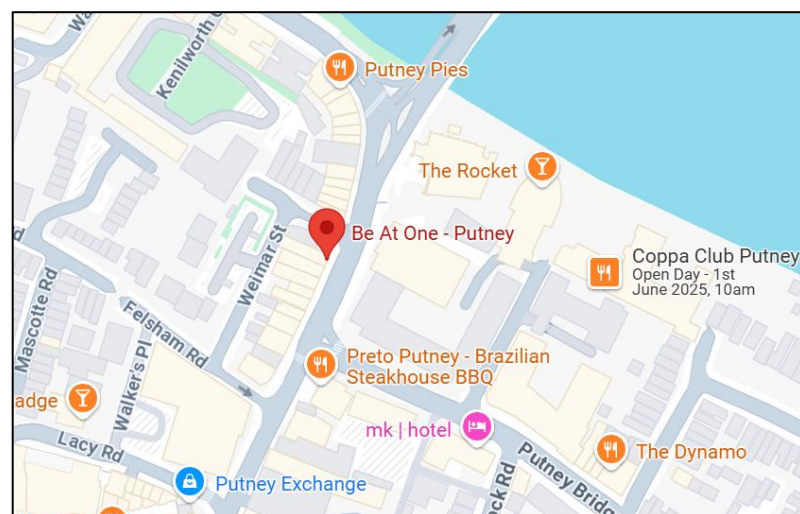 Kenilworth C
Putney Pies
The Rocket
Be At One - Putney
Coppa Club Putney
Open Day - 1st
June 2025, 10am
Weimar St
Mascotte Rd
Felsham Rd
Walker's Pl
Preto Putney - Brazilian
Steakhouse BBQ
adge
mk | hotel
Lacy Rd
The Dynamo
Putney Bridg
ock Rd
Putney Exchange